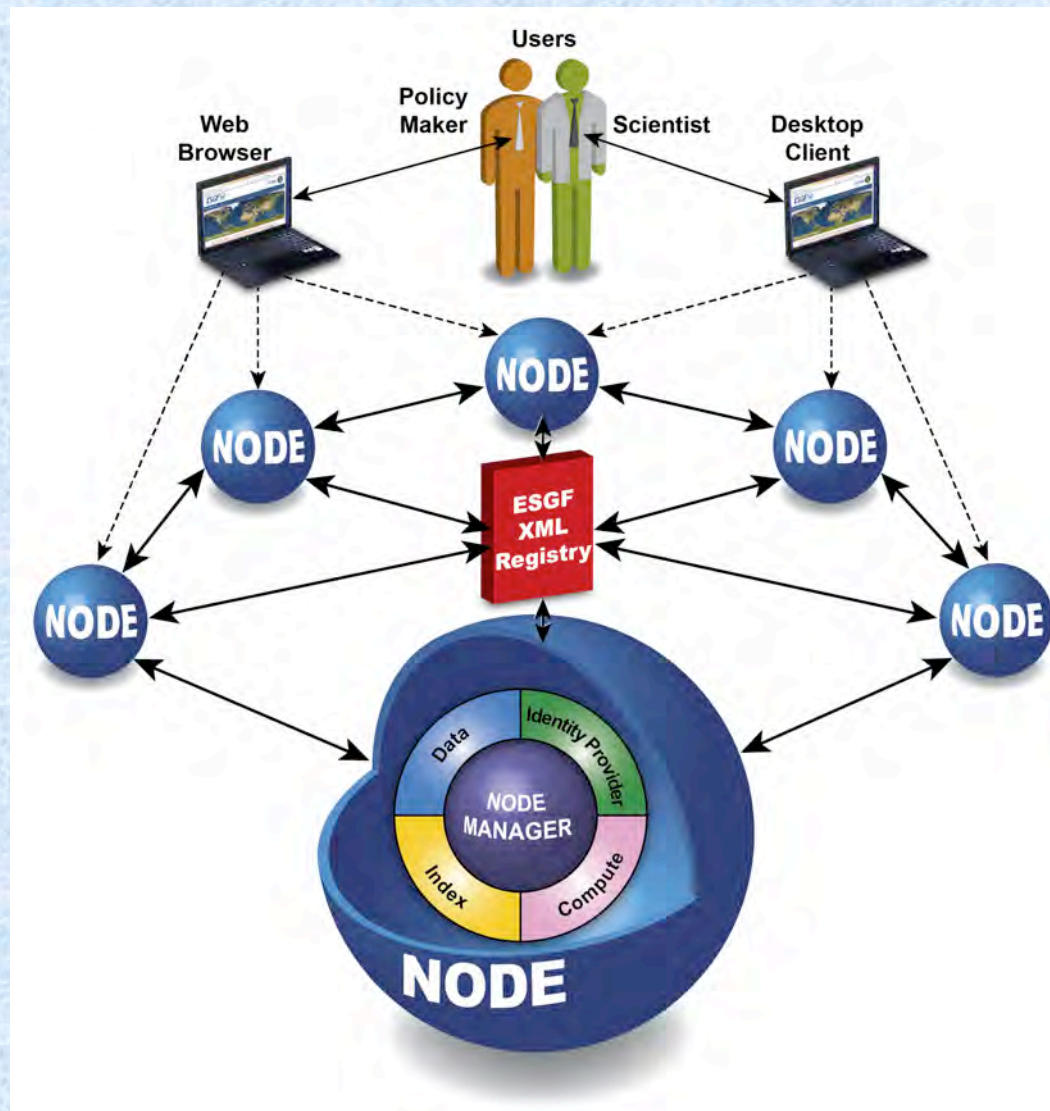 Users
Policy
Maker
Scientist
Web
Browser
Desktop
Client
NODE
NODE
NODE
ESGF
XML
Registry
NODE
NODE
Data
Identity Provider
NODE
MANAGER
Index
Compute
NODE